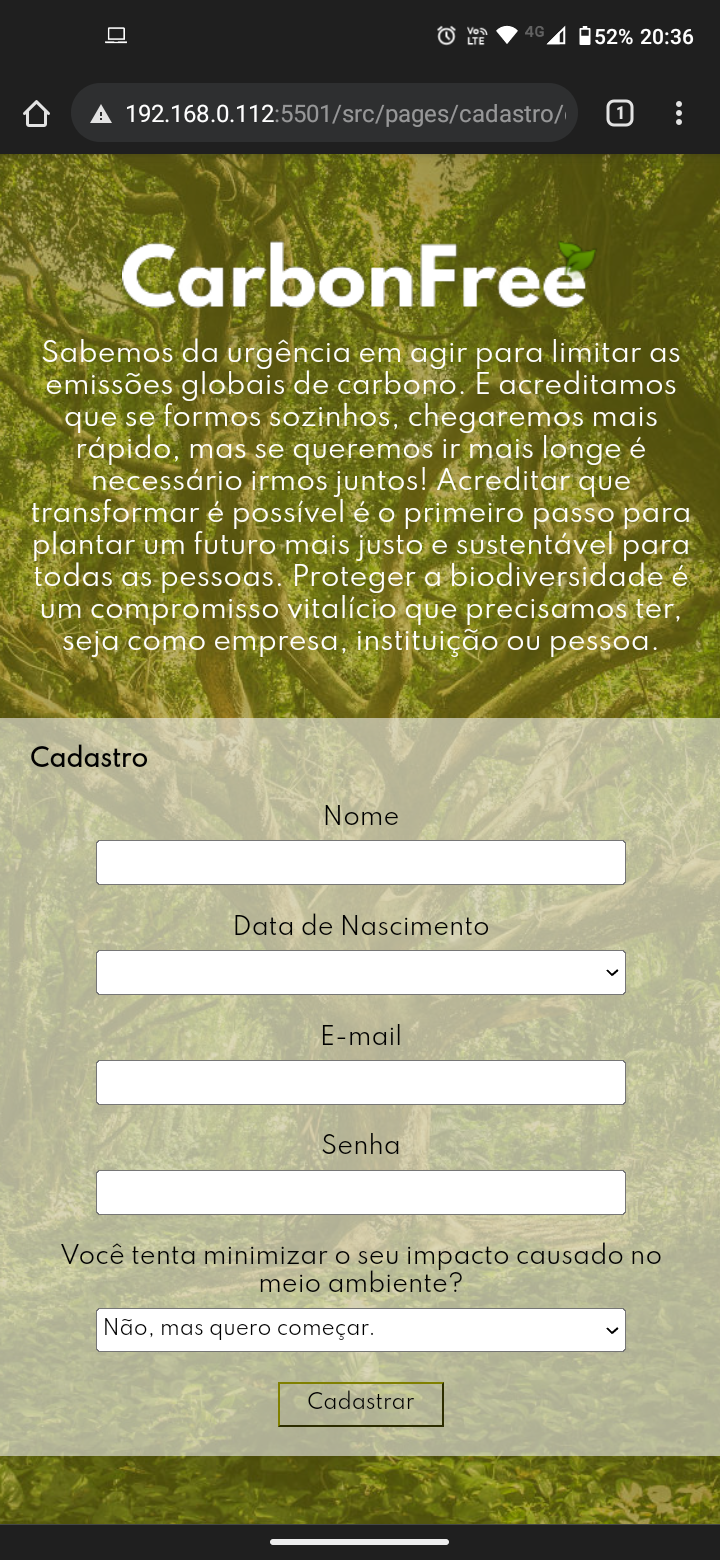 Vo)) LTE 4G 52% 20:36
192.168.0.112:5501/src/pages/cadastro/
1
CarbonFree
Sabemos da urgência em agir para limitar as
emissões globais de carbono. E acreditamos
que se formos sozinhos, chegaremos mais
rápido, mas se queremos ir mais longe é
necessário irmos juntos! Acreditar que
transformar é possível é o primeiro passo para
plantar um futuro mais justo e sustentável para
todas as pessoas. Proteger a biodiversidade é
um compromisso vitalício que precisamos ter,
seja como empresa, instituição ou pessoa.
Cadastro
Nome
Data de Nascimento
E-mail
Senha
Você tenta minimizar o seu impacto causado no
meio ambiente?
Não, mas quero começar.
Cadastrar